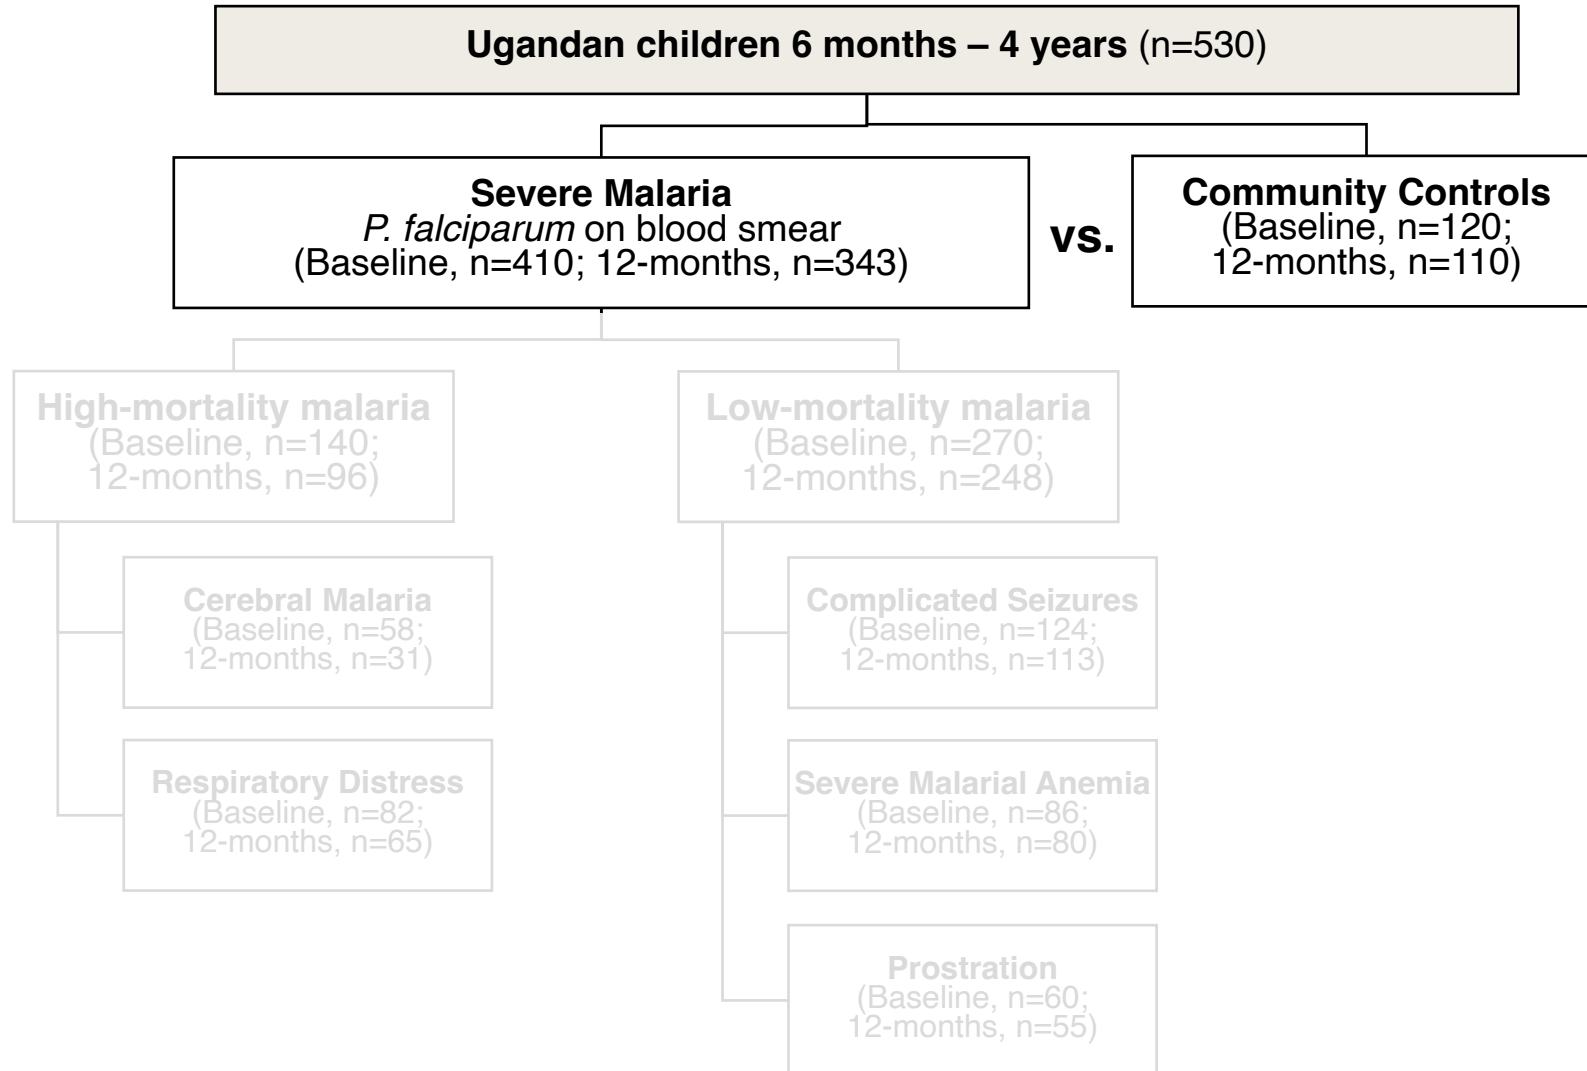 Ugandan children 6 months – 4 years (n=530)
Severe Malaria
P. falciparum on blood smear
(Baseline, n=410; 12-months, n=343)
vs.
Community Controls
(Baseline, n=120;
12-months, n=110)
High-mortality malaria
(Baseline, n=140;
12-months, n=96)
Low-mortality malaria
(Baseline, n=270;
12-months, n=248)
Cerebral Malaria
(Baseline, n=58;
12-months, n=31)
Complicated Seizures
(Baseline, n=124;
12-months, n=113)
Respiratory Distress
(Baseline, n=82;
12-months, n=65)
Severe Malarial Anemia
(Baseline, n=86;
12-months, n=80)
Prostration
(Baseline, n=60;
12-months, n=55)